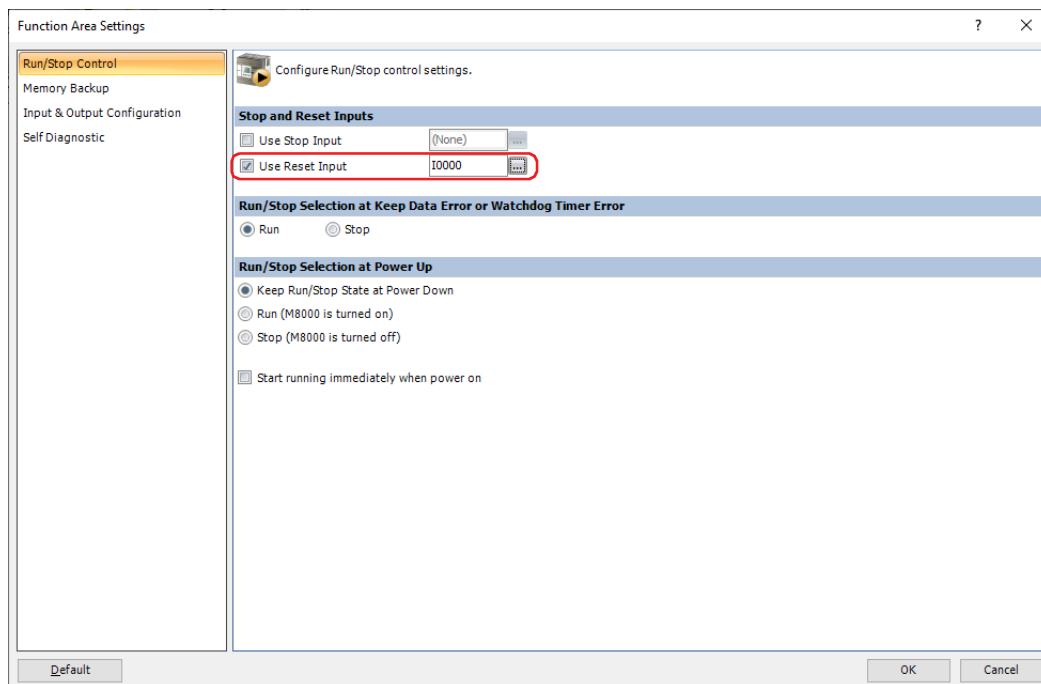 Function Area Settings
?
Run/Stop Control
Memory Backup
Input & Output Configuration
Self Diagnostic
Configure Run/Stop control settings.
Stop and Reset Inputs
Use Stop Input (None) ...
Use Reset Input I0000 ...
Run/Stop Selection at Keep Data Error or Watchdog Timer Error
Run Stop
Run/Stop Selection at Power Up
Keep Run/Stop State at Power Down
Run (M8000 is turned on)
Stop (M8000 is turned off)
Start running immediately when power on
Default OK Cancel